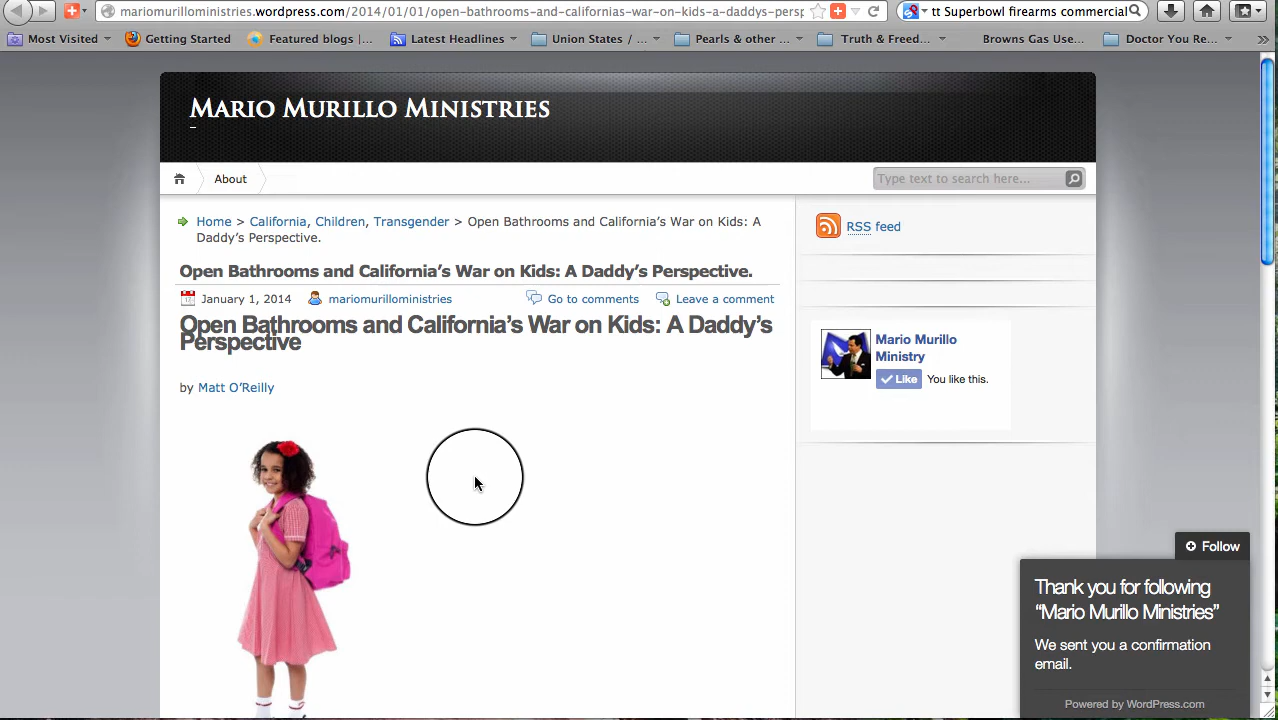 mariomurilloministries.wordpress.com/2014/01/01/open-bathrooms-and-californias-war-on-kids-a-daddys-persp
tt Superbowl firearms commercial
Most Visited
Getting Started
Featured blogs |...
Latest Headlines
Union States / ...
Pearls & other ...
Truth & Freed...
Browns Gas Use...
Doctor You Re...
Mario Murillo Ministries
About
Type text to search here...
Home > California, Children, Transgender > Open Bathrooms and California’s War on Kids: A
Daddy’s Perspective.
RSS feed
Open Bathrooms and California’s War on Kids: A Daddy’s Perspective.
January 1, 2014 mariomurilloministries Go to comments Leave a comment
Open Bathrooms and California’s War on Kids: A Daddy’s
Perspective
by Matt O’Reilly
Mario Murillo
Ministry
Like You like this.
Follow
Thank you for following
“Mario Murillo Ministries”
We sent you a confirmation
email.
Powered by WordPress.com